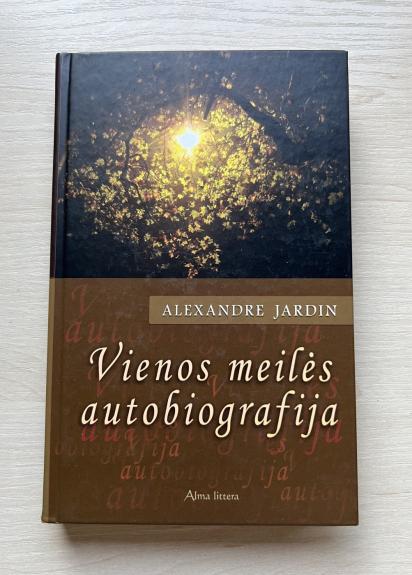 ALEXANDRE JARDIN
Vienos meilės
autobiografija
Alma littera